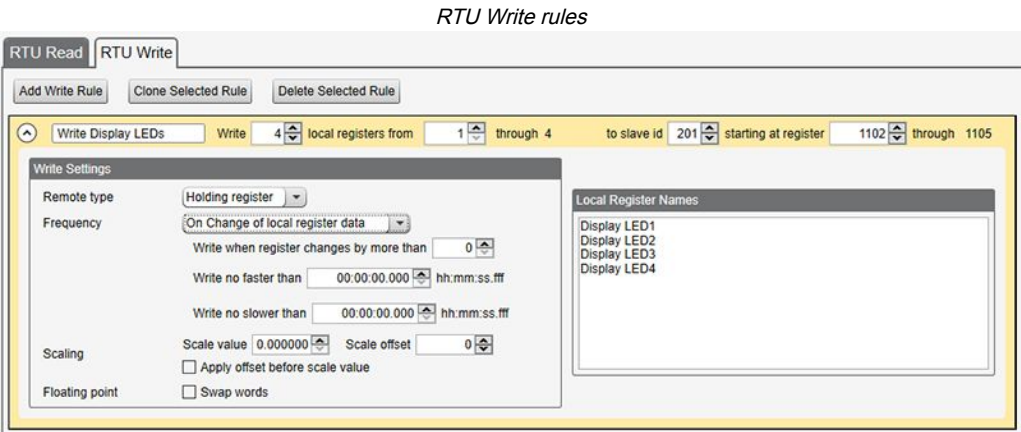 RTU Write rules
RTU Read RTU Write
Add Write Rule Clone Selected Rule Delete Selected Rule
Write Display LEDs Write 4 local registers from 1 through 4 to slave id 201 starting at register 1102 through 1105
Write Settings
Remote type Holding register
Frequency On Change of local register data
Write when register changes by more than 0
Write no faster than 00:00:00.000 hh:mm:ss.fff
Write no slower than 00:00:00.000 hh:mm:ss.fff
Scaling Scale value 0.000000 Scale offset 0
Apply offset before scale value
Floating point Swap words
Local Register Names
Display LED1
Display LED2
Display LED3
Display LED4